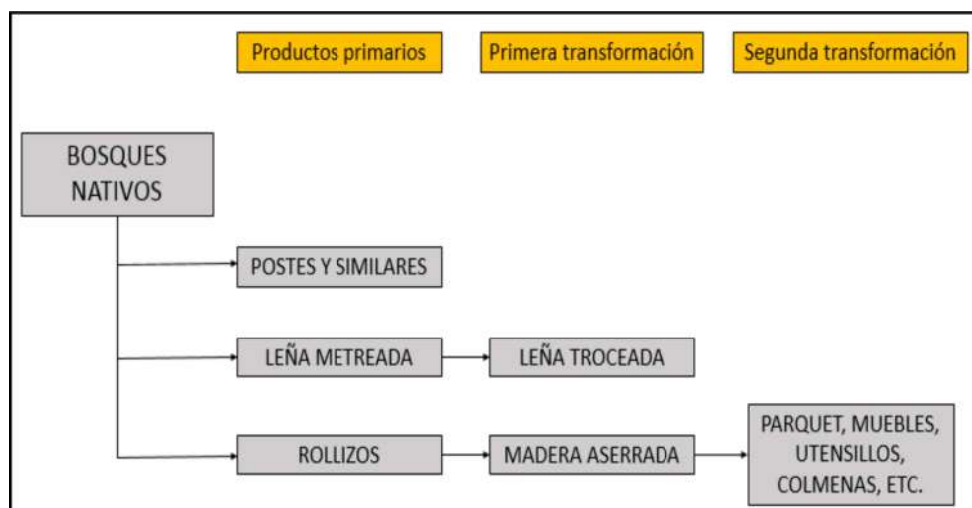 Productos primarios
Primera transformación
Segunda transformación
BOSQUES
NATIVOS
POSTES Y SIMILARES
LEÑA METREADA
LEÑA TROCEADA
ROLLIZOS
MADERA ASERRADA
PARQUET, MUEBLES,
UTENSILLOS,
COLMENAS, ETC.